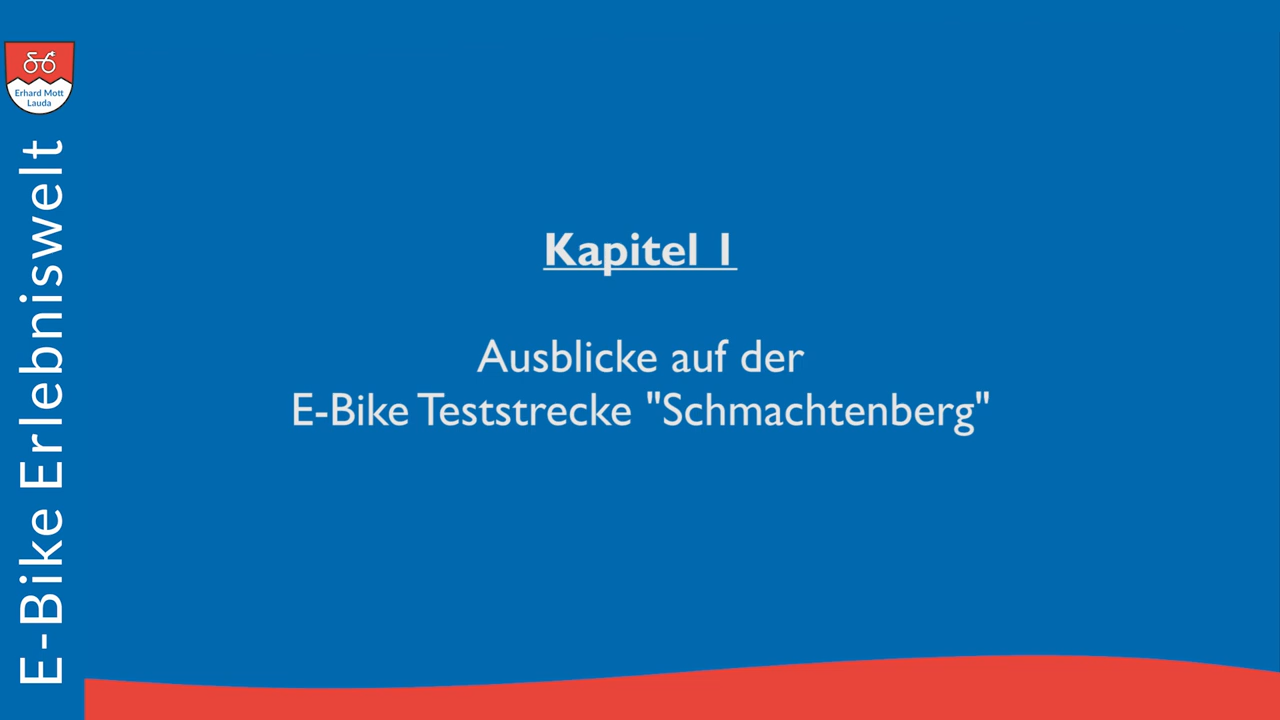 Erhard Mott
Lauda
E-Bike Erlebniswelt
Kapitel 1
Ausblicke auf der
E-Bike Teststrecke "Schmachtenberg"